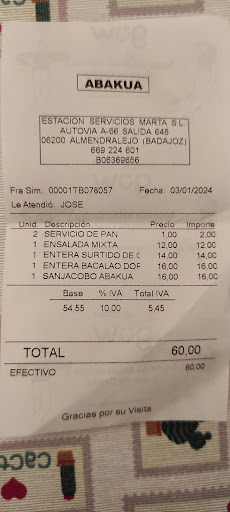 ABAKUA
ESTACION SERVICIOS MARTA S.L.
AUTOVIA A-66 SALIDA 648
06200 ALMENDRALEJO (BADAJOZ)
669 224 601
B06369656
Fra Sim.: 00001TB078057 Fecha: 03/01/2024
Le Atendió: JOSE
Unid. Descripción Precio Importe
2 SERVICIO DE PAN 1,00 2,00
1 ENSALADA MIXTA 12,00 12,00
1 ENTERA SURTIDO DE C 14,00 14,00
1 ENTERA BACALAO DOR 16,00 16,00
1 SANJACOBO ABAKUA 16,00 16,00
Base % IVA Total IVA
54,55 10,00 5,45
TOTAL 60,00
EFECTIVO 60,00
Gracias por su Visita